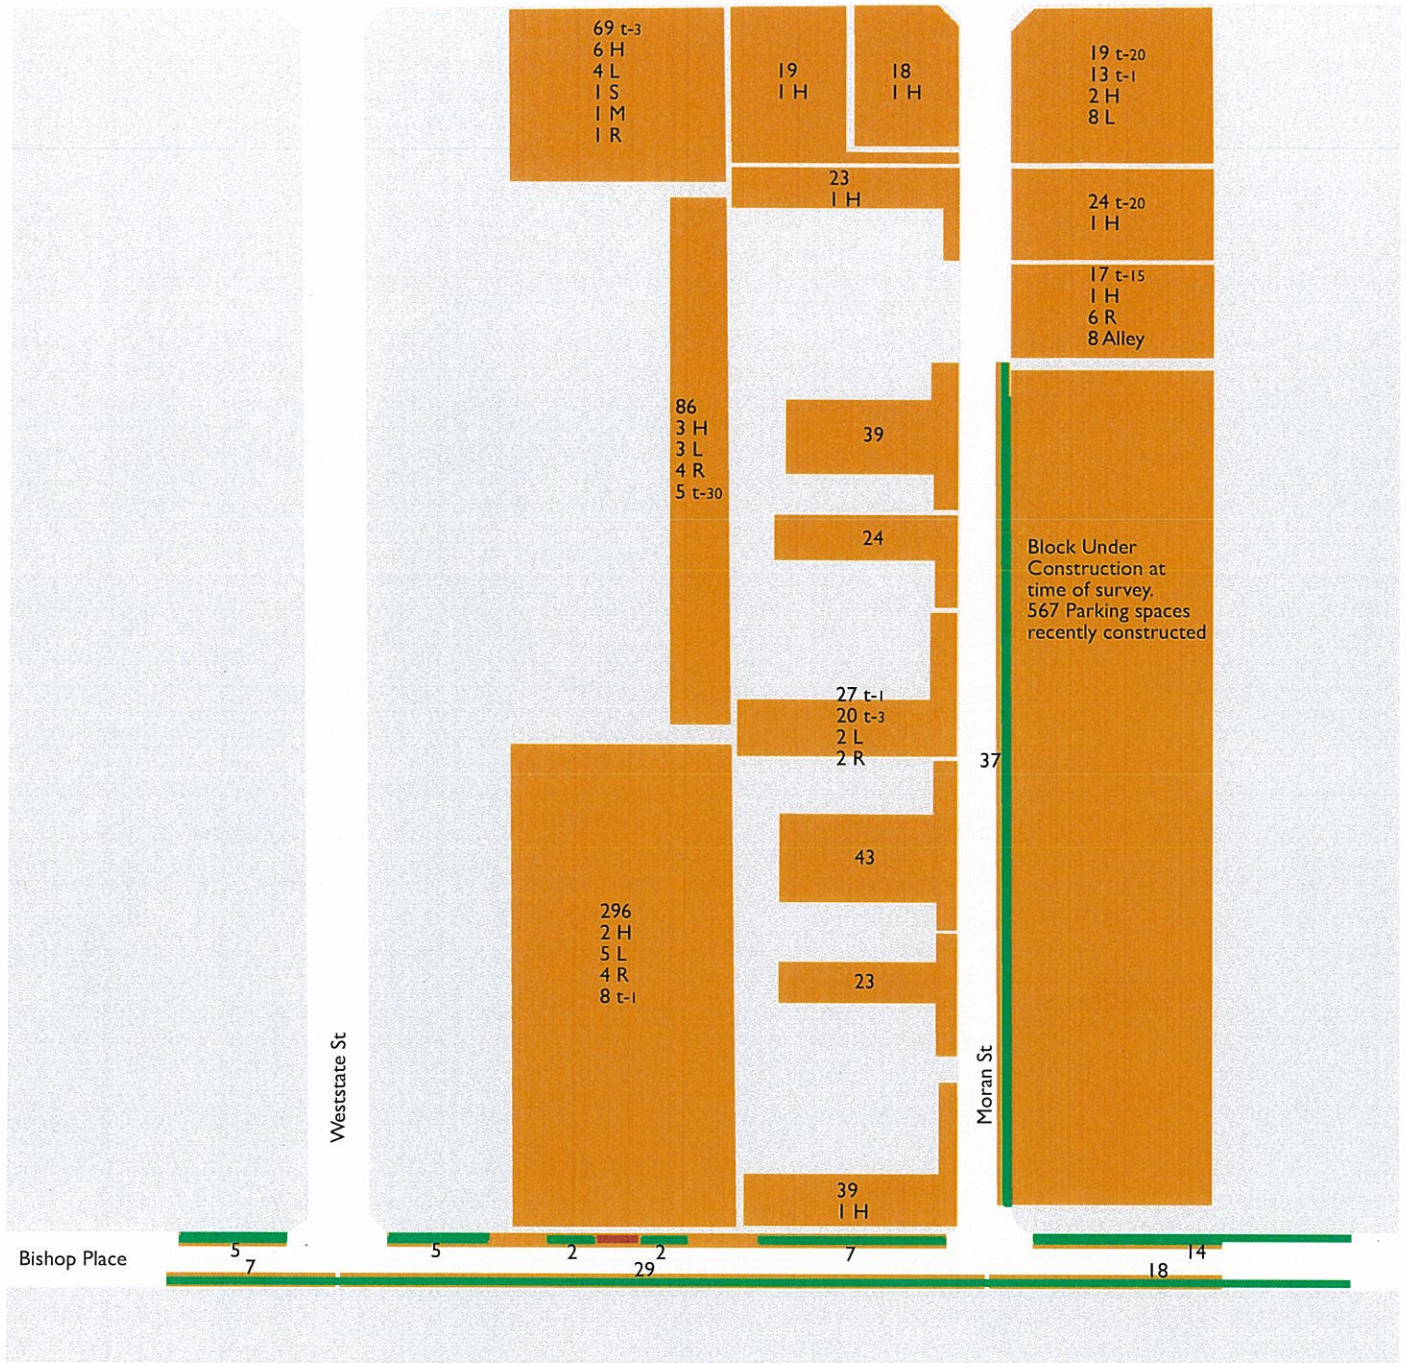 69 t-3
6 H
4 L
1 S
1 M
1 R
19
1 H
18
1 H
19 t-20
13 t-1
2 H
8 L
23
1 H
24 t-20
1 H
17 t-15
1 H
6 R
8 Alley
86
3 H
3 L
4 R
5 t-30
39
24
Block Under
Construction at
time of survey.
567 Parking spaces
recently constructed
27 t-1
20 t-3
2 L
2 R
37
43
296
2 H
5 L
4 R
8 t-1
23
Weststate St
Moran St
39
1 H
Bishop Place
5
5
2
2
7
14
7
29
18